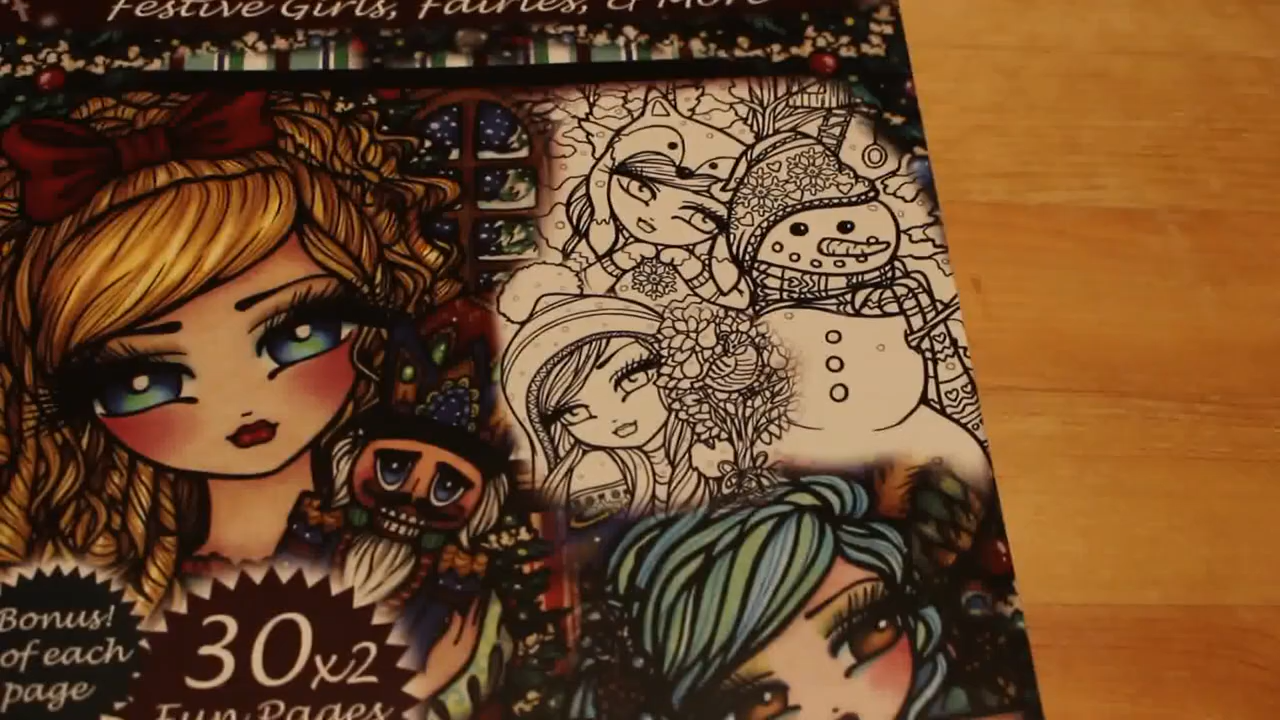 Festive Girls, Fairies, & More
Bonus!
of each
page
30x2
Fun Pages